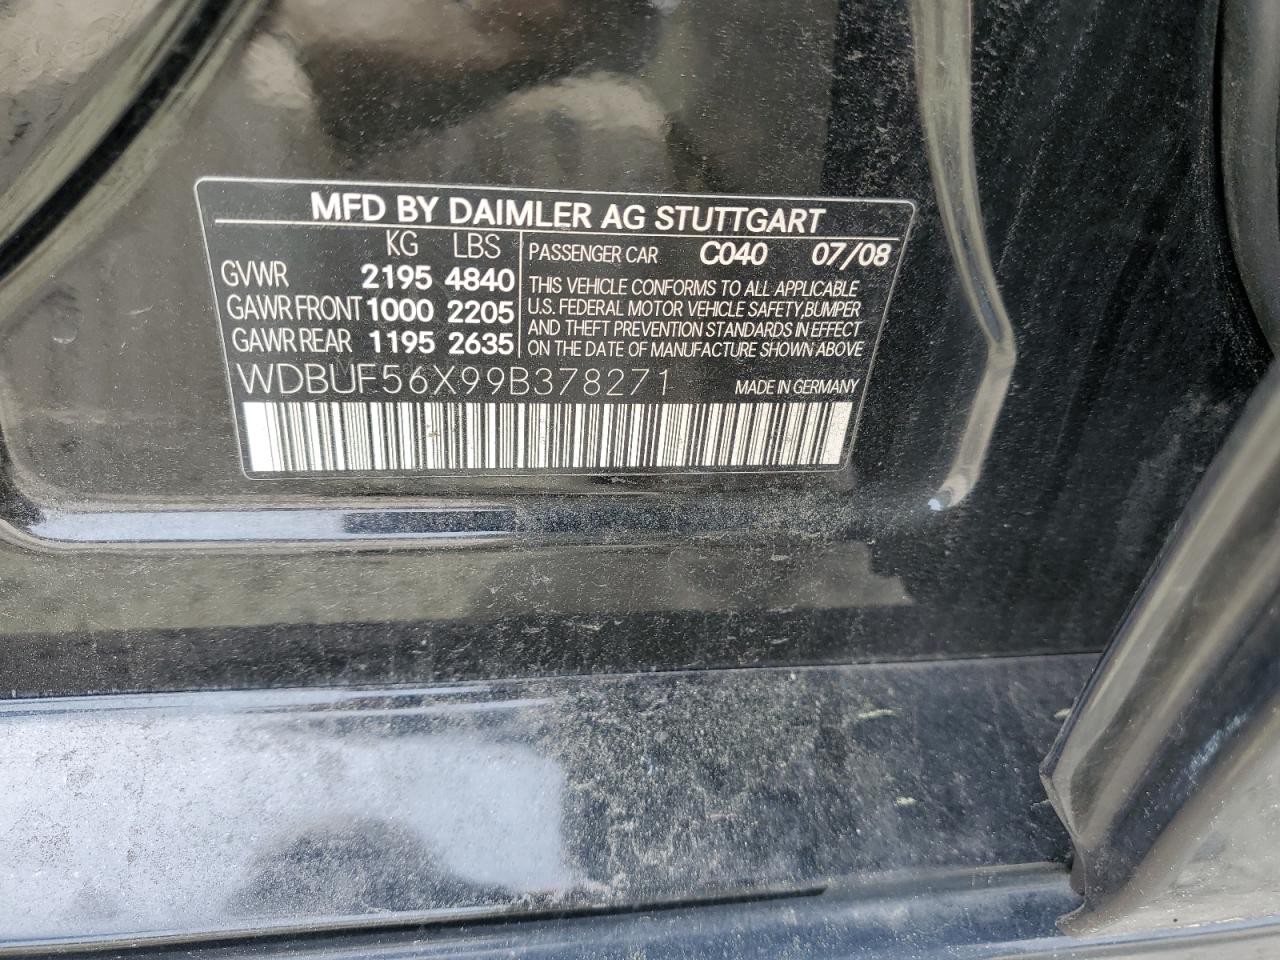 MFD BY DAIMLER AG STUTTGART
KG LBS PASSENGER CAR C040 07/08
GVWR 2195 4840
GAWR FRONT 1000 2205
GAWR REAR 1195 2635
THIS VEHICLE CONFORMS TO ALL APPLICABLE
U.S. FEDERAL MOTOR VEHICLE SAFETY,BUMPER
AND THEFT PREVENTION STANDARDS IN EFFECT
ON THE DATE OF MANUFACTURE SHOWN ABOVE
WDBUF56X99B378271 MADE IN GERMANY